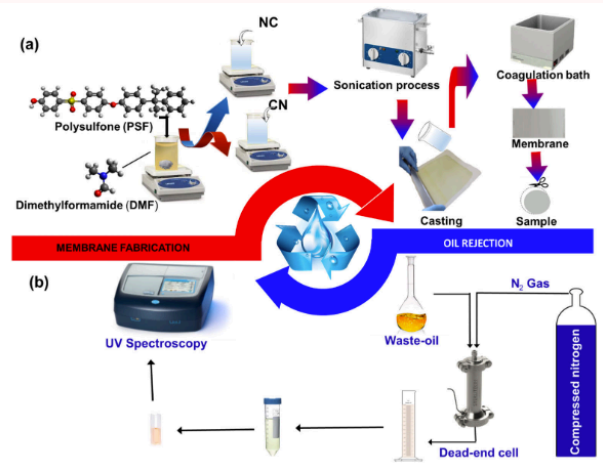 (a)
NC
CN
Polysulfone (PSF)
Dimethylformamide (DMF)
Sonication process
Coagulation bath
Membrane
Casting
Sample
MEMBRANE FABRICATION
OIL REJECTION
(b)
UV Spectroscopy
Waste-oil
N₂ Gas
Compressed nitrogen
Dead-end cell